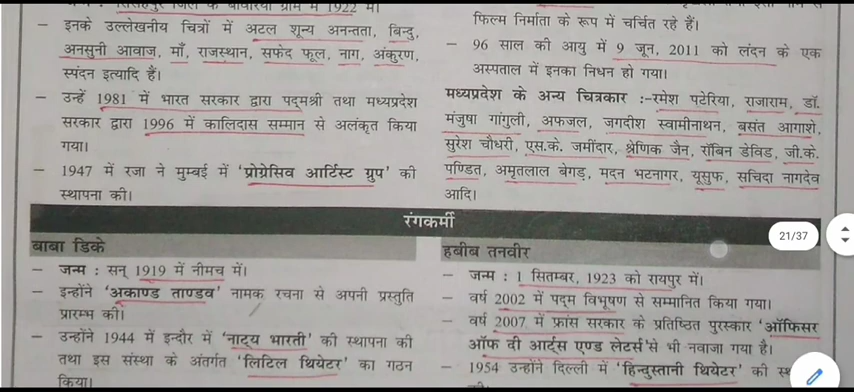 जन्म : सिहपुर जिले के बाबरिया ग्राम में 1922 में।
– इनके उल्लेखनीय चित्रों में अटल शून्य अनन्तता, बिन्दु,
अनसुनी आवाज, माँ, राजस्थान, सफेद फूल, नाग, अंकुरण,
स्पंदन इत्यादि हैं।
– उन्हें 1981 में भारत सरकार द्वारा पद्मश्री तथा मध्यप्रदेश
सरकार द्वारा 1996 में कालिदास सम्मान से अलंकृत किया
गया।
– 1947 में रजा ने मुम्बई में 'प्रोग्रेसिव आर्टिस्ट ग्रुप' की
स्थापना की।
फिल्म निर्माता के रूप में चर्चित रहे हैं।
– 96 साल की आयु में 9 जून, 2011 को लंदन के एक
अस्पताल में इनका निधन हो गया।
मध्यप्रदेश के अन्य चित्रकार :-रमेश पटेरिया, राजाराम, डॉ.
मंजुषा गांगुली, अफजल, जगदीश स्वामीनाथन, बसंत आगाशे,
सुरेश चौधरी, एस.के. जमींदार, श्रेणिक जैन, रॉबिन डेविड, जी.के.
पण्डित, अमृतलाल बेगड़, मदन भटनागर, यूसुफ, सचिदा नागदेव
आदि।
रंगकर्मी
21/37
बाबा डिके
– जन्म : सन् 1919 में नीमच में।
– इन्होंने 'अकाण्ड ताण्डव' नामक रचना से अपनी प्रस्तुति
प्रारम्भ की।
– उन्होंने 1944 में इन्दौर में 'नाट्य भारती' की स्थापना की
तथा इस संस्था के अंतर्गत 'लिटिल थियेटर' का गठन
किया।
हबीब तनवीर
– जन्म : 1 सितम्बर, 1923 को रायपुर में।
– वर्ष 2002 में पद्म विभूषण से सम्मानित किया गया।
– वर्ष 2007 में फ्रांस सरकार के प्रतिष्ठित पुरस्कार 'ऑफिसर
ऑफ दी आर्ट्स एण्ड लेटर्स'से भी नवाजा गया है।
– 1954 उन्होंने दिल्ली में 'हिन्दुस्तानी थियेटर' की